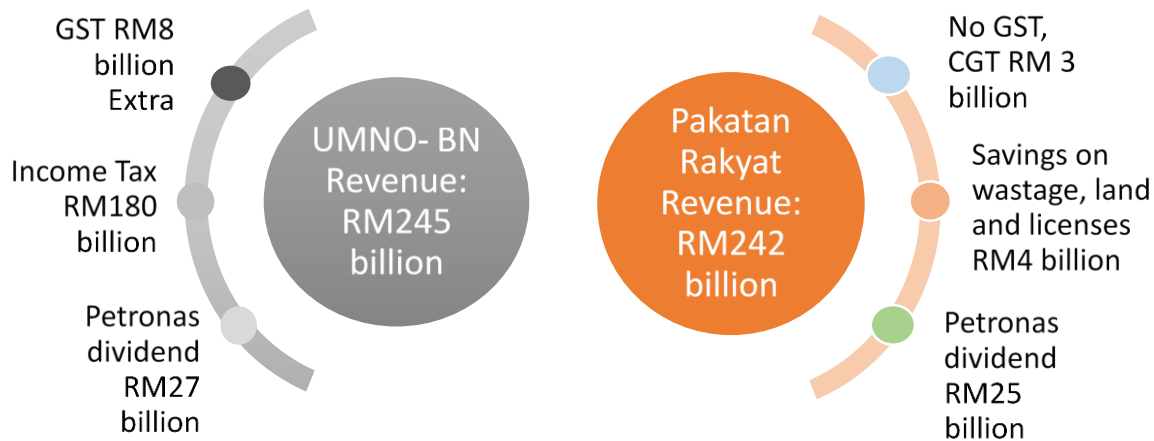 GST RM8
billion
Extra
Income Tax
RM180
billion
Petronas
dividend
RM27
billion
UMNO- BN
Revenue:
RM245
billion
Pakatan
Rakyat
Revenue:
RM242
billion
No GST,
CGT RM 3
billion
Savings on
wastage, land
and licenses
RM4 billion
Petronas
dividend
RM25
billion